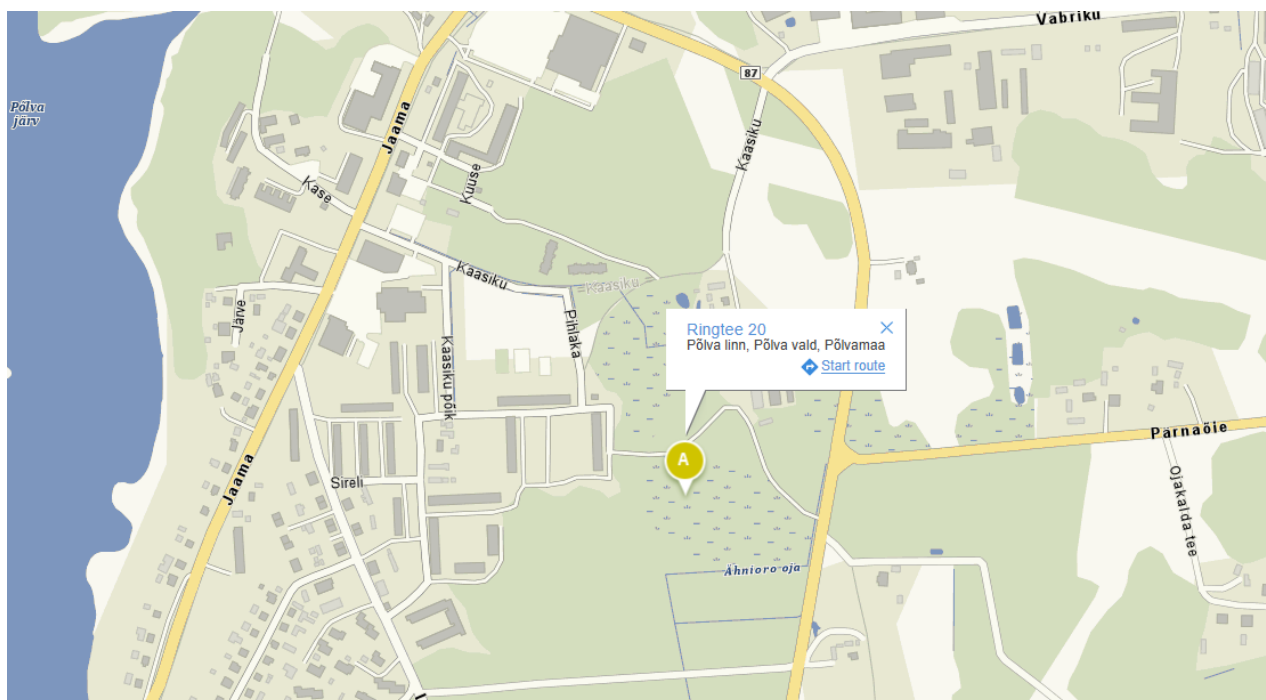 Vabriku
87
Põlva
järv
Jaama
Kaasiku
Kuuse
Kase
Kaasiku
Kaasiku
Järve
Pihlaka
Ringtee 20
Põlva linn, Põlva vald, Põlvamaa
Start route
Kaasiku põik
Pärnaõie
A
Jaama
Sireli
Ojakalda tee
Ähnioro oja